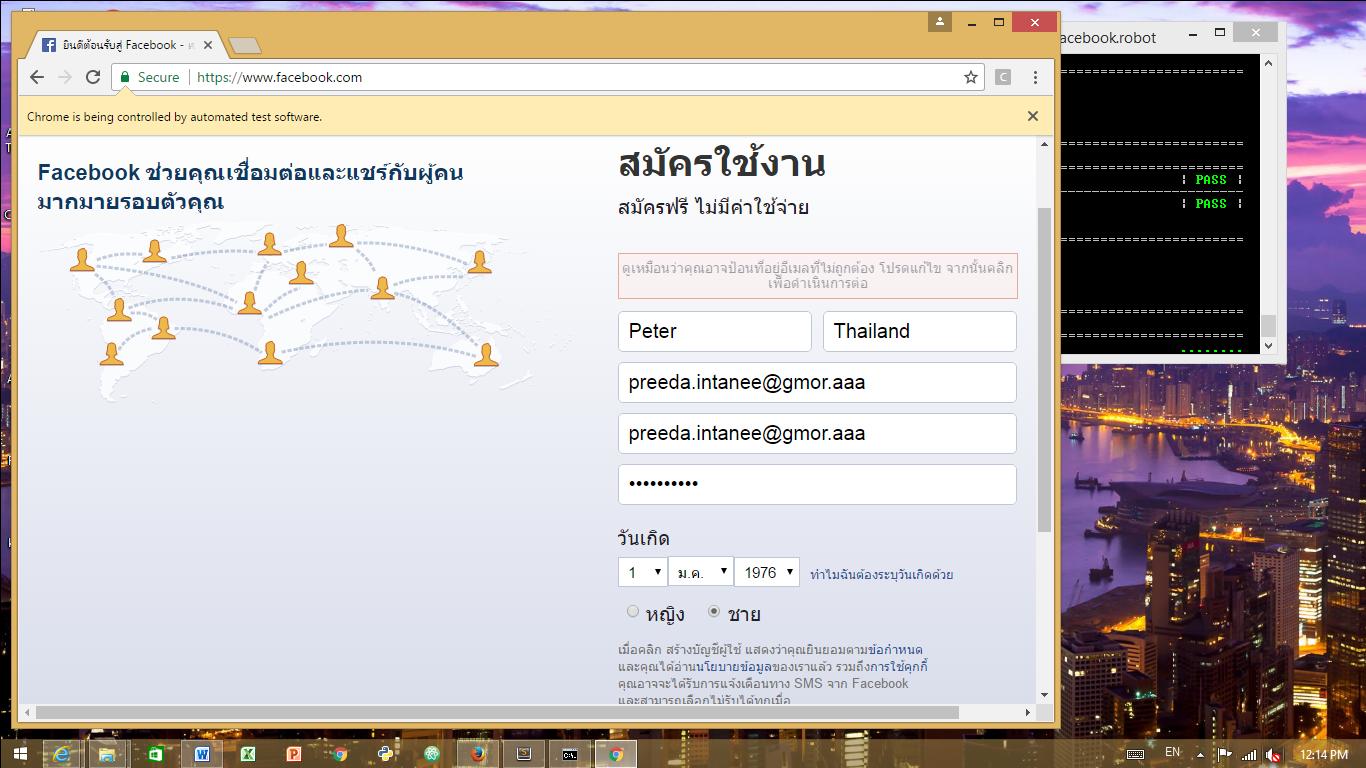 ยินดีต้อนรับสู่ Facebook -
acebook.robot
Secure
https://www.facebook.com
C
Chrome is being controlled by automated test software.
Facebook ช่วยคุณเชื่อมต่อและแชร์กับผู้คน
มากมายรอบตัวคุณ
สมัครใช้งาน
สมัครฟรี ไม่มีค่าใช้จ่าย
ดูเหมือนว่าคุณอาจป้อนที่อยู่อีเมลที่ไม่ถูกต้อง โปรดแก้ไข จากนั้นคลิก
เพื่อดำเนินการต่อ
Peter
Thailand
preeda.intanee@gmor.aaa
preeda.intanee@gmor.aaa
••••••••••
วันเกิด
1 ม.ค. 1976 ทำไมฉันต้องระบุวันเกิดด้วย
หญิง ชาย
เมื่อคลิก สร้างบัญชีผู้ใช้ แสดงว่าคุณยินยอมตามข้อกำหนด
และคุณได้อ่านนโยบายข้อมูลของเราแล้ว รวมถึงการใช้คุกกี้
คุณอาจจะได้รับการแจ้งเตือนทาง SMS จาก Facebook
และสามารถเลือกไม่รับได้ทุกเมื่อ
==============================
==============================
==============================
| PASS |
------------------------------
| PASS |
==============================
==============================
==============================
EN
12:14 PM